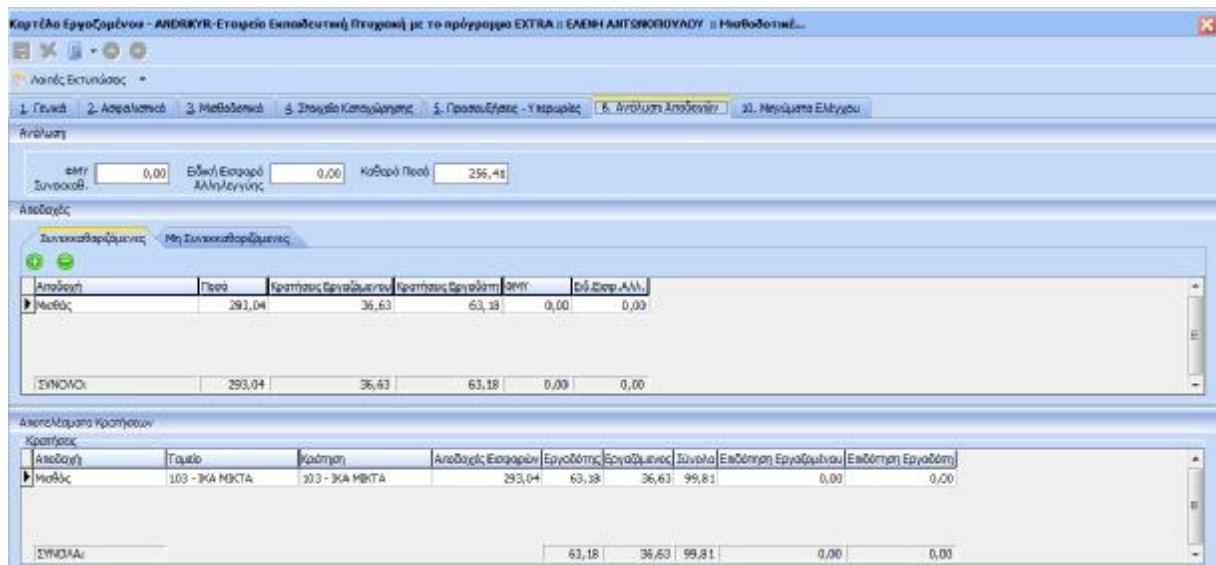 Καρτέλα Εργαζομένου - ANDRIKYR-Εταιρεία Εκπαιδευτική Πτυχιακή με το πρόγραμμα EXTRA :: ΕΛΕΝΗ ΑΝΤΩΝΟΠΟΥΛΟΥ :: Μισθοδοτικέ...
Λοιπές Εκτυπώσεις
1. Γενικά 2. Ασφαλιστικά 3. Μισθοδοτικά 4. Στοιχεία Καταχώρησης 5. Προσαυξήσεις - Υπερωρίες 6. Ανάλυση Αποδοχών 10. Μηνύματα Ελέγχου
Ανάλυση
ΦΜΥ Συνεκκαθ. 0,00 Ειδική Εισφορά Αλληλεγγύης 0,00 Καθαρό Ποσό 256,41
Αποδοχές
Συνεκκαθαριζόμενες Μη Συνεκκαθαριζόμενες
Αποδοχή Ποσό Κρατήσεις Εργαζόμενου Κρατήσεις Εργοδότη ΦΜΥ Ειδ.Εισφ.Αλλ.
Μισθός 293,04 36,63 63,18 0,00 0,00
ΣΥΝΟΛΟ: 293,04 36,63 63,18 0,00 0,00
Αποτελέσματα Κρατήσεων
Κρατήσεις
Αποδοχή Ταμείο Κράτηση Αποδοχές Εισφορών Εργοδότης Εργαζόμενος Σύνολο Επιδότηση Εργαζομένου Επιδότηση Εργοδότη
Μισθός 103 - ΙΚΑ ΜΙΚΤΑ 103 - ΙΚΑ ΜΙΚΤΑ 293,04 63,18 36,63 99,81 0,00 0,00
ΣΥΝΟΛΑ: 63,18 36,63 99,81 0,00 0,00